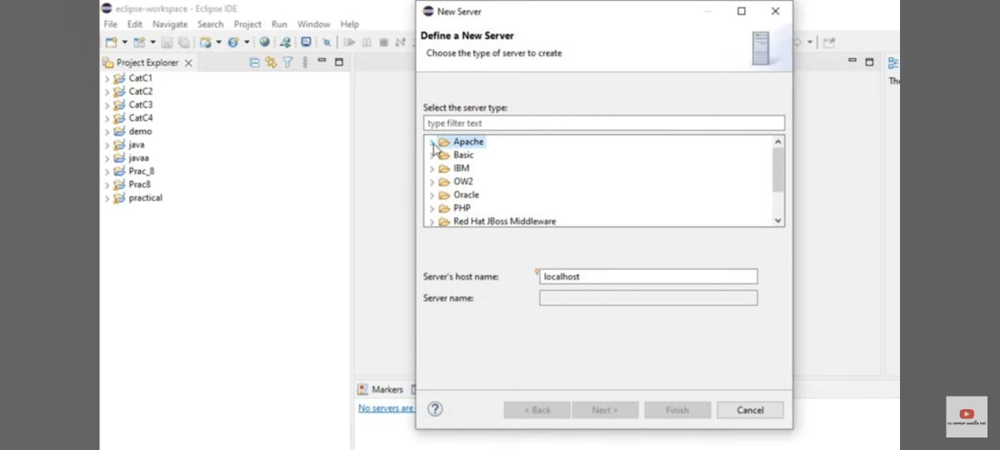 eclipse-workspace - Eclipse IDE
File Edit Navigate Search Project Run Window Help
Project Explorer
CatC1
CatC2
CatC3
CatC4
demo
java
javaa
Prac_8
Prac8
practical
New Server
Define a New Server
Choose the type of server to create
Select the server type:
type filter text
Apache
Basic
IBM
OW2
Oracle
PHP
Red Hat JBoss Middleware
Server's host name: localhost
Server name:
Markers
No servers are
< Back Next > Finish Cancel
The